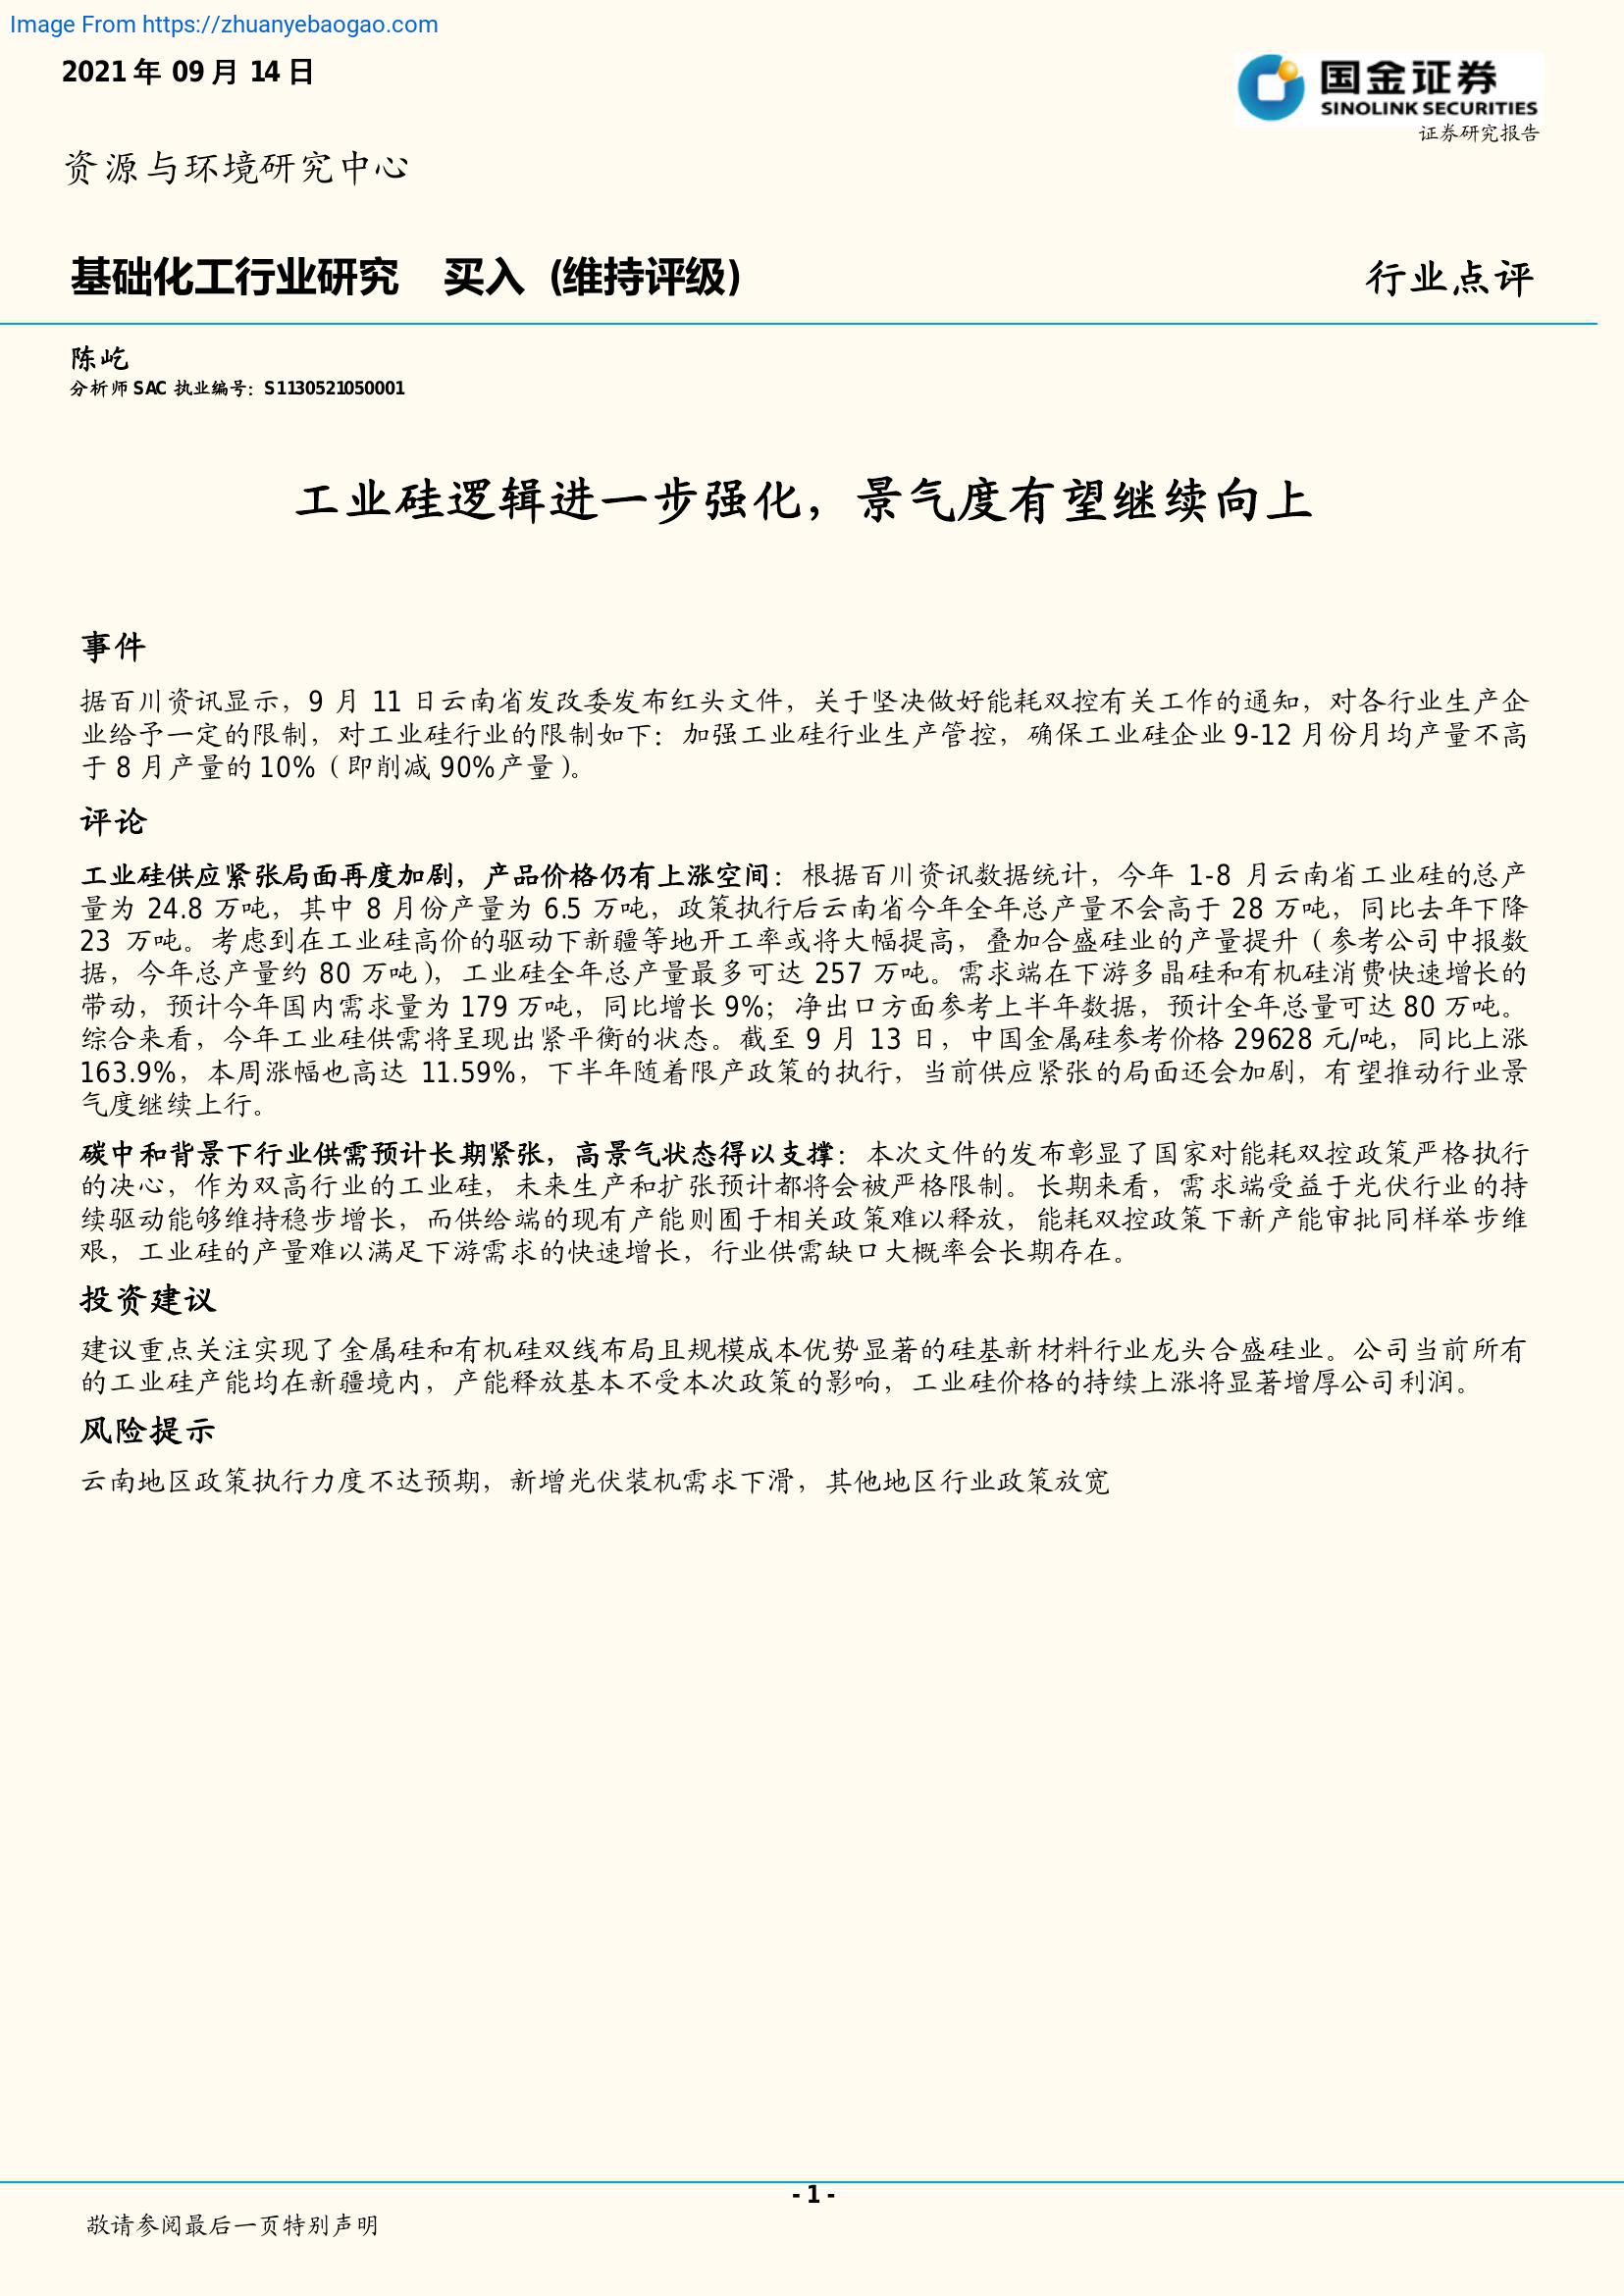 Image From https://zhuanyebaogao.com
2021 年 09 月 14 日
国金证券
SINOLINK SECURITIES
证券研究报告
资源与环境研究中心
基础化工行业研究 买入 (维持评级)
行业点评
陈屹
分析师 SAC 执业编号：S1130521050001
工业硅逻辑进一步强化，景气度有望继续向上
事件
据百川资讯显示，9 月 11 日云南省发改委发布红头文件，关于坚决做好能耗双控有关工作的通知，对各行业生产企
业给予一定的限制，对工业硅行业的限制如下：加强工业硅行业生产管控，确保工业硅企业 9-12 月份月均产量不高
于 8 月产量的 10%（即削减 90%产量）。
评论
工业硅供应紧张局面再度加剧，产品价格仍有上涨空间：根据百川资讯数据统计，今年 1-8 月云南省工业硅的总产
量为 24.8 万吨，其中 8 月份产量为 6.5 万吨，政策执行后云南省今年全年总产量不会高于 28 万吨，同比去年下降
23 万吨。考虑到在工业硅高价的驱动下新疆等地开工率或将大幅提高，叠加合盛硅业的产量提升（参考公司中报数
据，今年总产量约 80 万吨），工业硅全年总产量最多可达 257 万吨。需求端在下游多晶硅和有机硅消费快速增长的
带动，预计今年国内需求量为 179 万吨，同比增长 9%；净出口方面参考上半年数据，预计全年总量可达 80 万吨。
综合来看，今年工业硅供需将呈现出紧平衡的状态。截至 9 月 13 日，中国金属硅参考价格 29628 元/吨，同比上涨
163.9%，本周涨幅也高达 11.59%，下半年随着限产政策的执行，当前供应紧张的局面还会加剧，有望推动行业景
气度继续上行。
碳中和背景下行业供需预计长期紧张，高景气状态得以支撑：本次文件的发布彰显了国家对能耗双控政策严格执行
的决心，作为双高行业的工业硅，未来生产和扩张预计都将会被严格限制。长期来看，需求端受益于光伏行业的持
续驱动能够维持稳步增长，而供给端的现有产能则囿于相关政策难以释放，能耗双控政策下新产能审批同样举步维
艰，工业硅的产量难以满足下游需求的快速增长，行业供需缺口大概率会长期存在。
投资建议
建议重点关注实现了金属硅和有机硅双线布局且规模成本优势显著的硅基新材料行业龙头合盛硅业。公司当前所有
的工业硅产能均在新疆境内，产能释放基本不受本次政策的影响，工业硅价格的持续上涨将显著增厚公司利润。
风险提示
云南地区政策执行力度不达预期，新增光伏装机需求下滑，其他地区行业政策放宽
- 1 -
敬请参阅最后一页特别声明